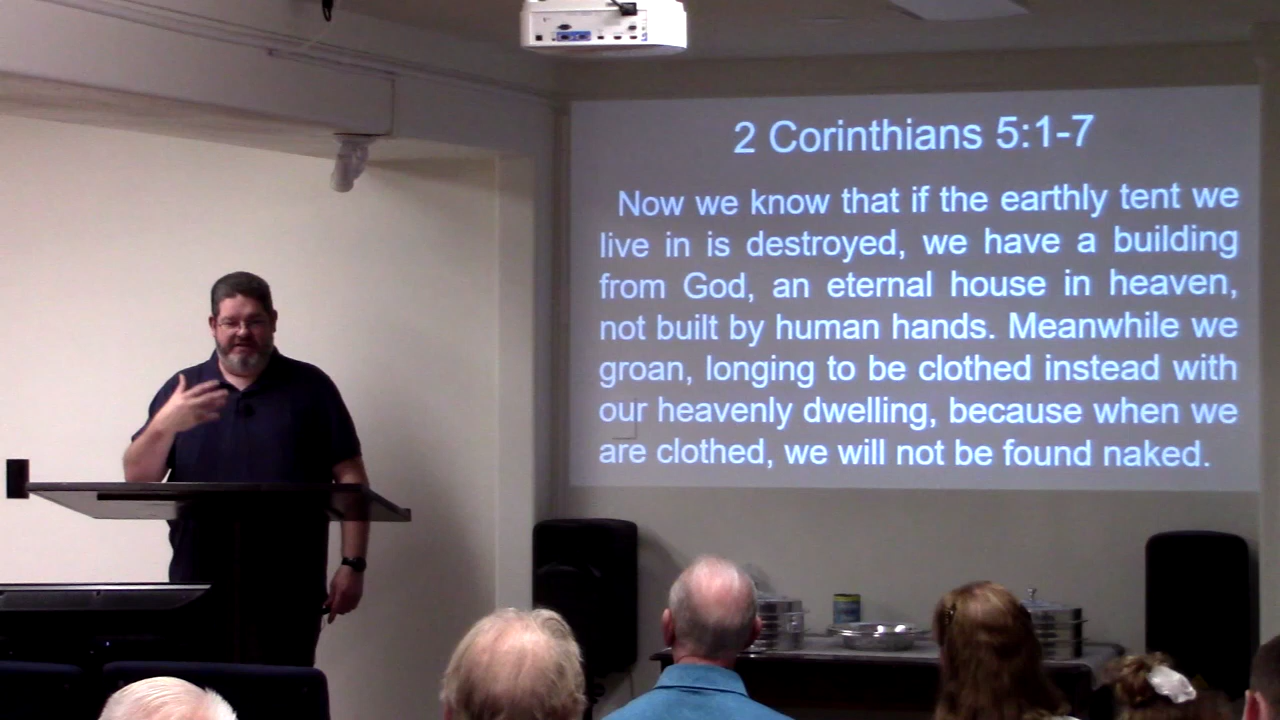 2 Corinthians 5:1-7
Now we know that if the earthly tent we
live in is destroyed, we have a building
from God, an eternal house in heaven,
not built by human hands. Meanwhile we
groan, longing to be clothed instead with
our heavenly dwelling, because when we
are clothed, we will not be found naked.